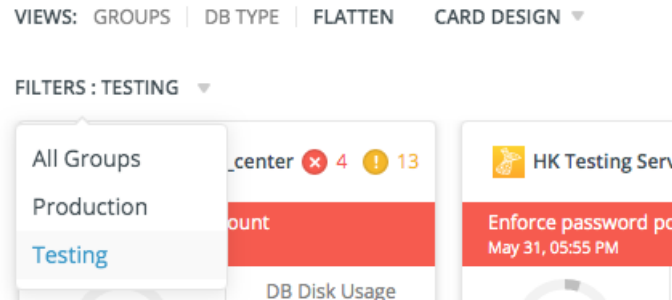 VIEWS: GROUPS DB TYPE FLATTEN CARD DESIGN
FILTERS : TESTING
All Groups
Production
Testing
_center 4 13
ount
DB Disk Usage
HK Testing Serv
Enforce password po
May 31, 05:55 PM